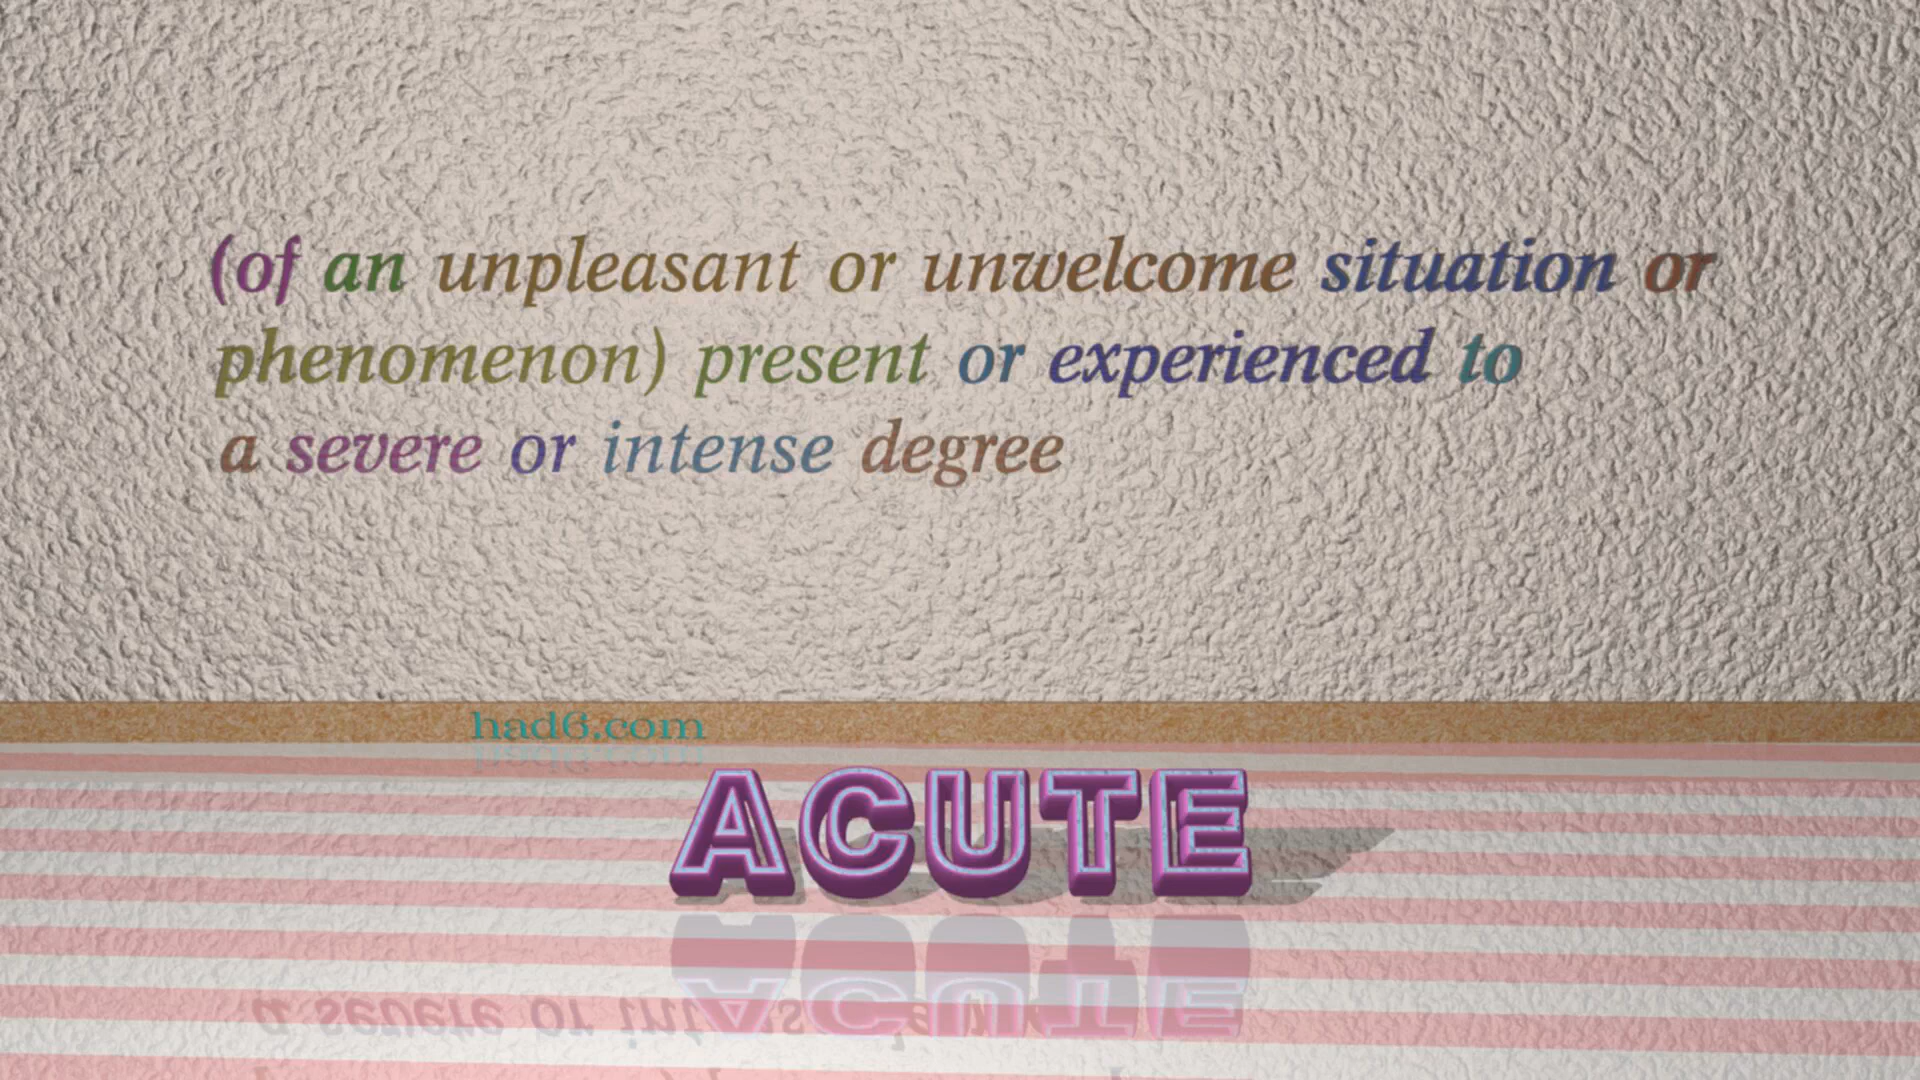 (of an unpleasant or unwelcome situation or
phenomenon) present or experienced to
a severe or intense degree
had6.com
ACUTE